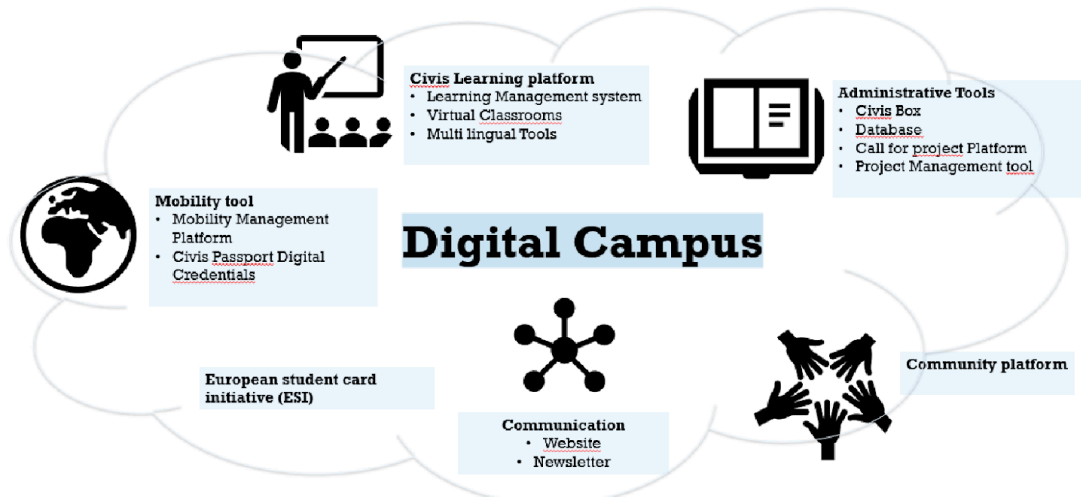 Civis Learning platform
• Learning Management system
• Virtual Classrooms
• Multi lingual Tools
Administrative Tools
• Civis Box
• Database
• Call for project Platform
• Project Management tool
Mobility tool
• Mobility Management
Platform
• Civis Passport Digital
Credentials
Digital Campus
European student card
initiative (ESI)
Communication
• Website
• Newsletter
Community platform